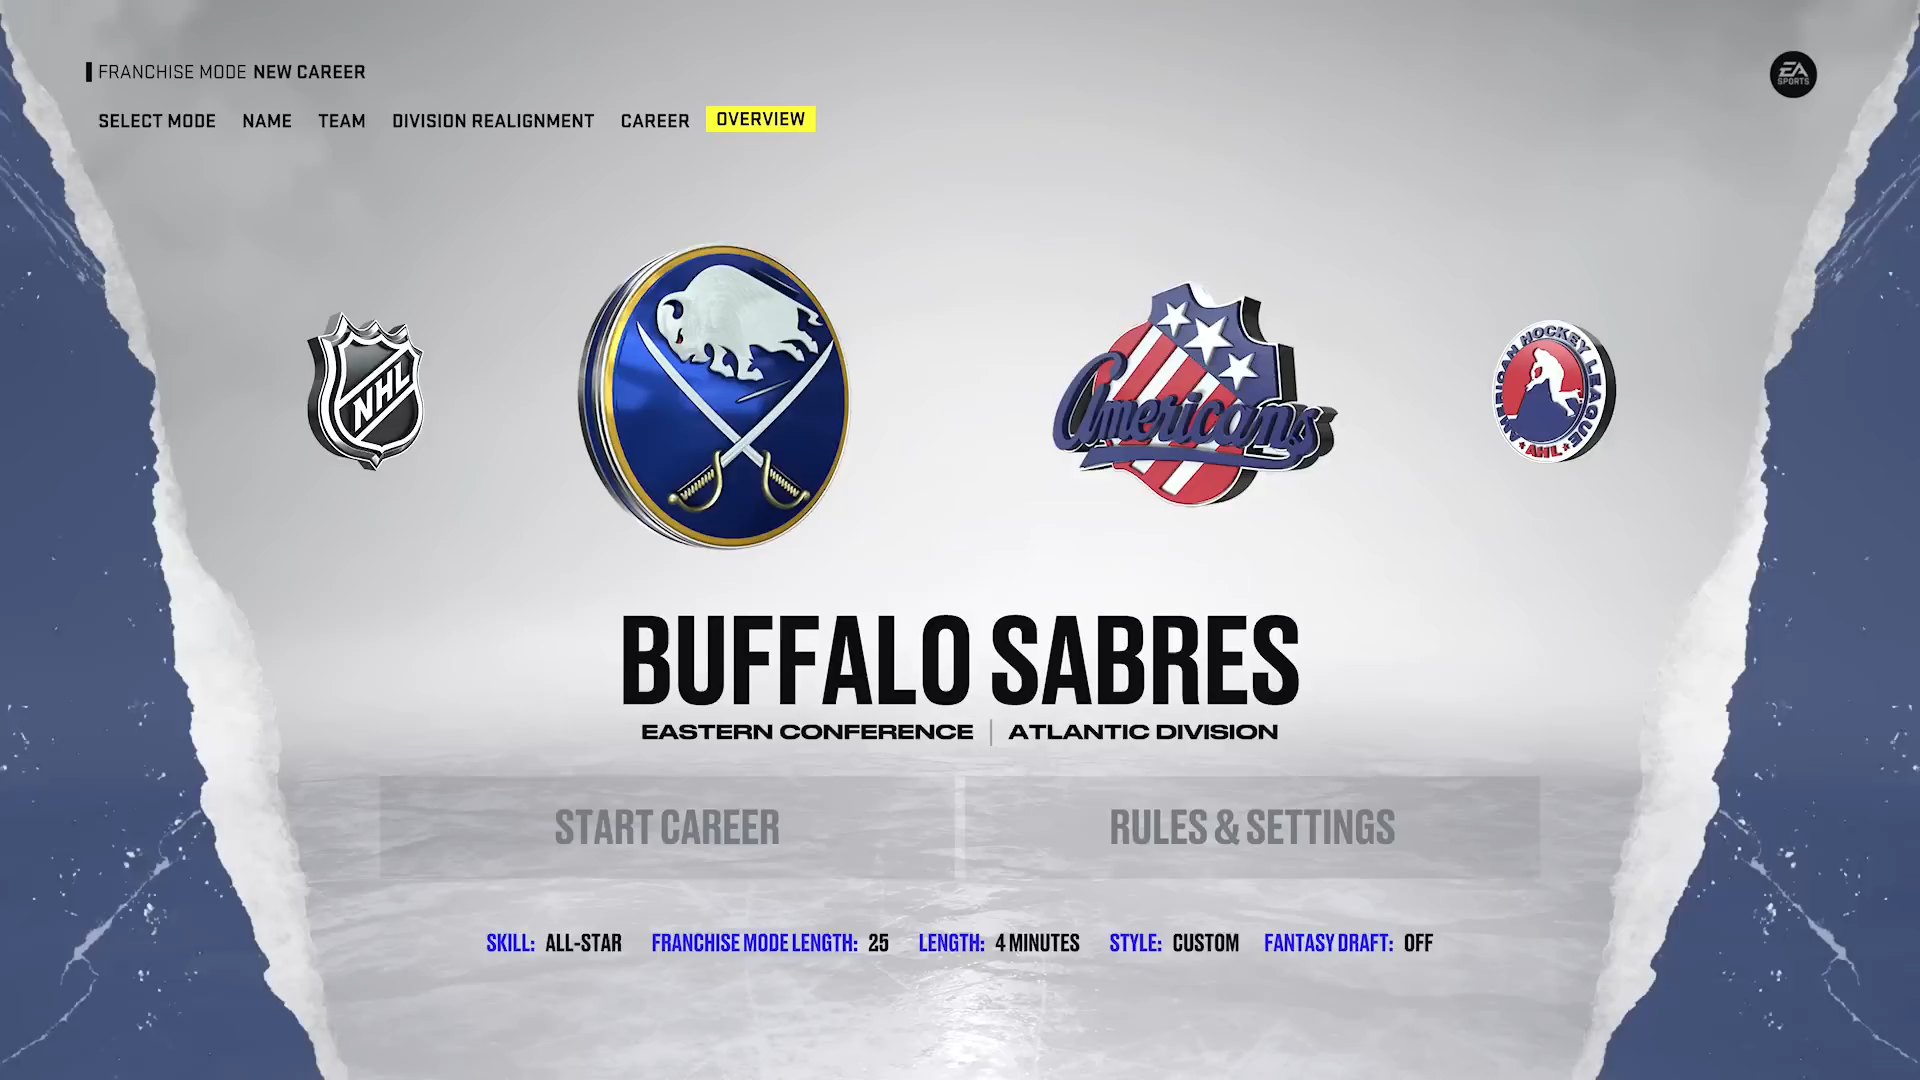 FRANCHISE MODE NEW CAREER
EA
SPORTS
SELECT MODE NAME TEAM DIVISION REALIGNMENT CAREER OVERVIEW
NHL
Americans
AMERICAN HOCKEY LEAGUE
AHL
BUFFALO SABRES
EASTERN CONFERENCE | ATLANTIC DIVISION
START CAREER RULES & SETTINGS
SKILL: ALL-STAR FRANCHISE MODE LENGTH: 25 LENGTH: 4 MINUTES STYLE: CUSTOM FANTASY DRAFT: OFF